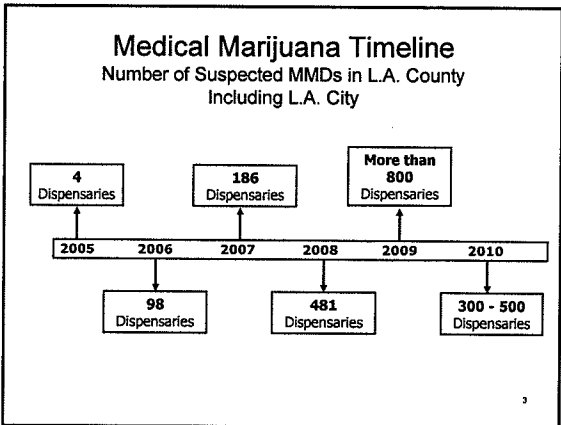 Medical Marijuana Timeline
Number of Suspected MMDs in L.A. County
Including L.A. City
4
Dispensaries
186
Dispensaries
More than
800
Dispensaries
2005 2006 2007 2008 2009 2010
98
Dispensaries
481
Dispensaries
300 - 500
Dispensaries
3